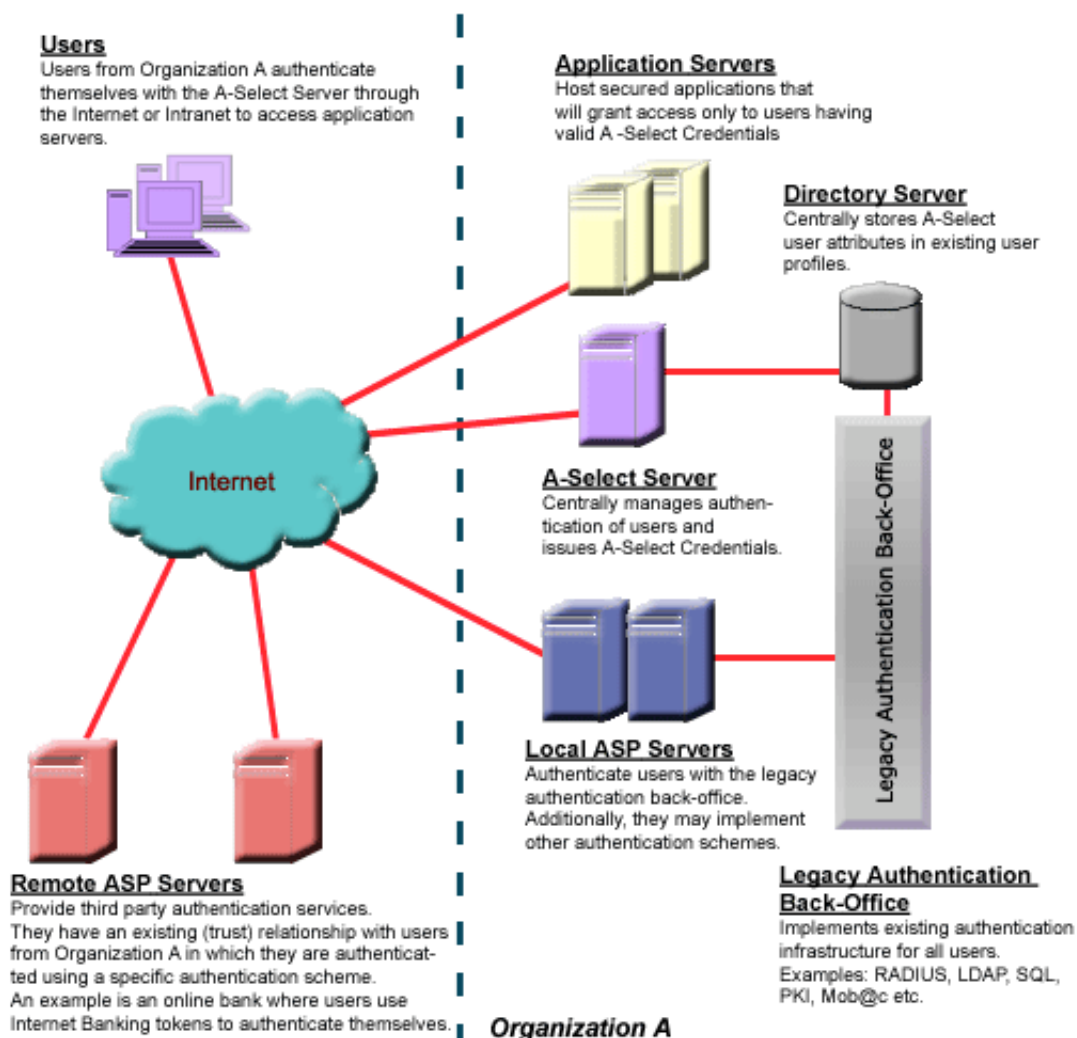 Users
Users from Organization A authenticate
themselves with the A-Select Server through
the Internet or Intranet to access application
servers.
Application Servers
Host secured applications that
will grant access only to users having
valid A -Select Credentials
Directory Server
Centrally stores A-Select
user attributes in existing user
profiles.
Internet
A-Select Server
Centrally manages authen-
tication of users and
issues A-Select Credentials.
Legacy Authentication Back-Office
Local ASP Servers
Authenticate users with the legacy
authentication back-office.
Additionally, they may implement
other authentication schemes.
Remote ASP Servers
Provide third party authentication services.
They have an existing (trust) relationship with users
from Organization A in which they are authenticat-
ted using a specific authentication scheme.
An example is an online bank where users use
Internet Banking tokens to authenticate themselves.
Legacy Authentication
Back-Office
Implements existing authentication
infrastructure for all users.
Examples: RADIUS, LDAP, SQL,
PKI, Mob@c etc.
Organization A